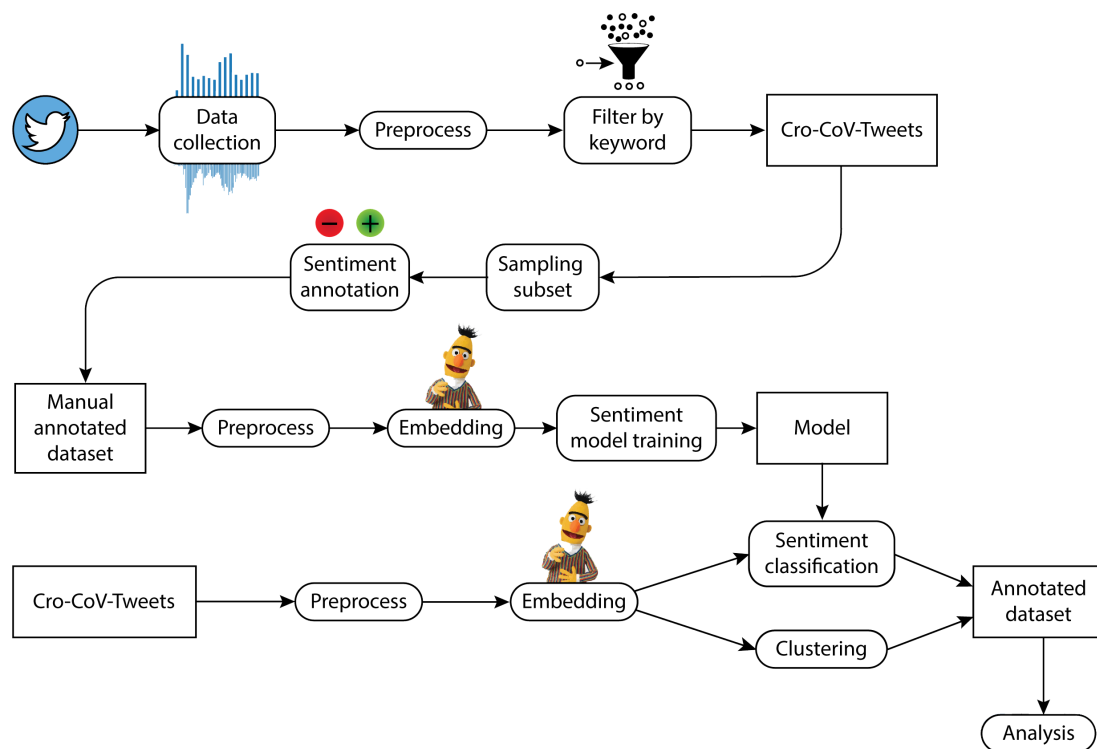 Data
collection
Preprocess
Filter by
keyword
Cro-CoV-Tweets
Sentiment
annotation
Sampling
subset
Manual
annotated
dataset
Preprocess
Embedding
Sentiment
model training
Model
Cro-CoV-Tweets
Preprocess
Embedding
Sentiment
classification
Clustering
Annotated
dataset
Analysis